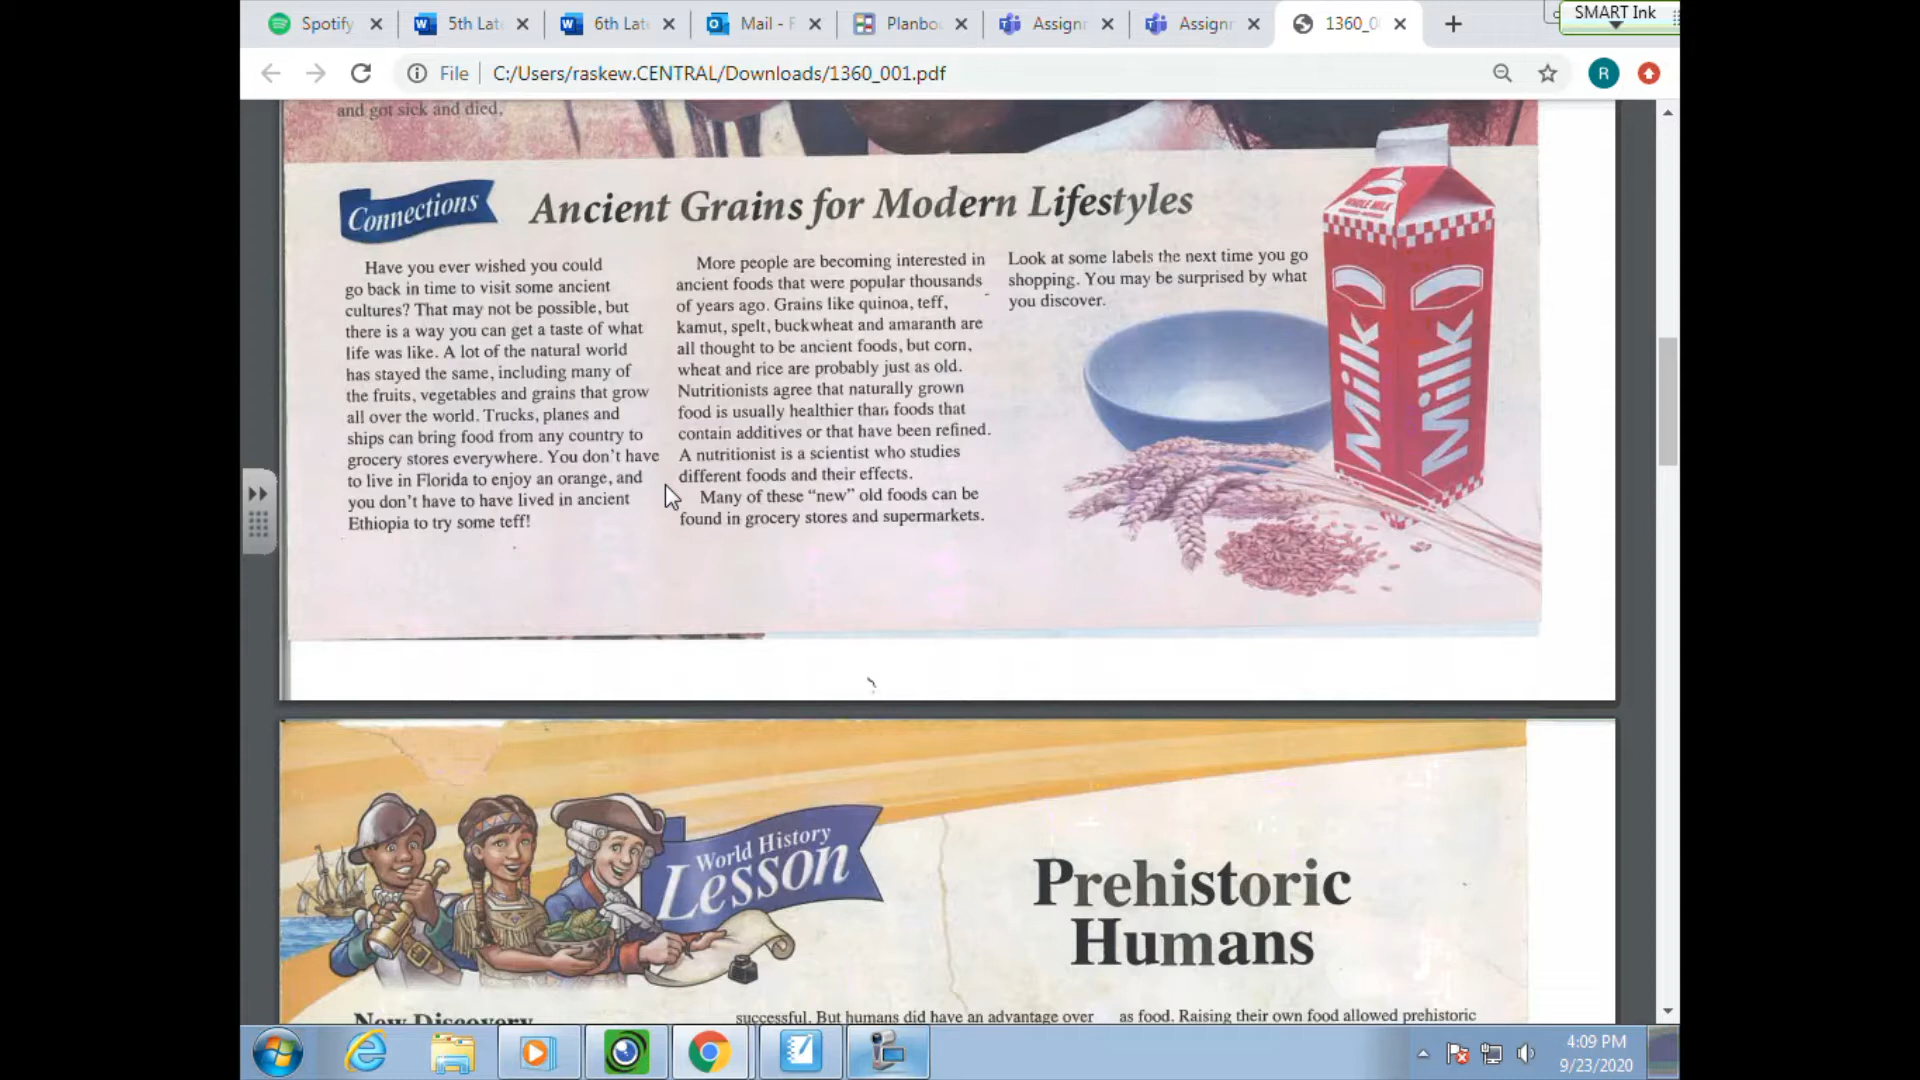 Spotify
5th Lat
6th Lat
Mail - F
Planbo
Assignr
Assignr
1360_0
SMART Ink
File
C:/Users/raskew.CENTRAL/Downloads/1360_001.pdf
R
and got sick and died,
Connections
Ancient Grains for Modern Lifestyles
Have you ever wished you could
go back in time to visit some ancient
cultures? That may not be possible, but
there is a way you can get a taste of what
life was like. A lot of the natural world
has stayed the same, including many of
the fruits, vegetables and grains that grow
all over the world. Trucks, planes and
ships can bring food from any country to
grocery stores everywhere. You don't have
to live in Florida to enjoy an orange, and
you don't have to have lived in ancient
Ethiopia to try some teff!
More people are becoming interested in
ancient foods that were popular thousands
of years ago. Grains like quinoa, teff,
kamut, spelt, buckwheat and amaranth are
all thought to be ancient foods, but corn,
wheat and rice are probably just as old.
Nutritionists agree that naturally grown
food is usually healthier than foods that
contain additives or that have been refined.
A nutritionist is a scientist who studies
different foods and their effects.
Many of these "new" old foods can be
found in grocery stores and supermarkets.
Look at some labels the next time you go
shopping. You may be surprised by what
you discover.
WHOLE MILK
Milk
Milk
World History
Lesson
Prehistoric
Humans
New Discovery
successful. But humans did have an advantage over
as food. Raising their own food allowed prehistoric
4:09 PM
9/23/2020